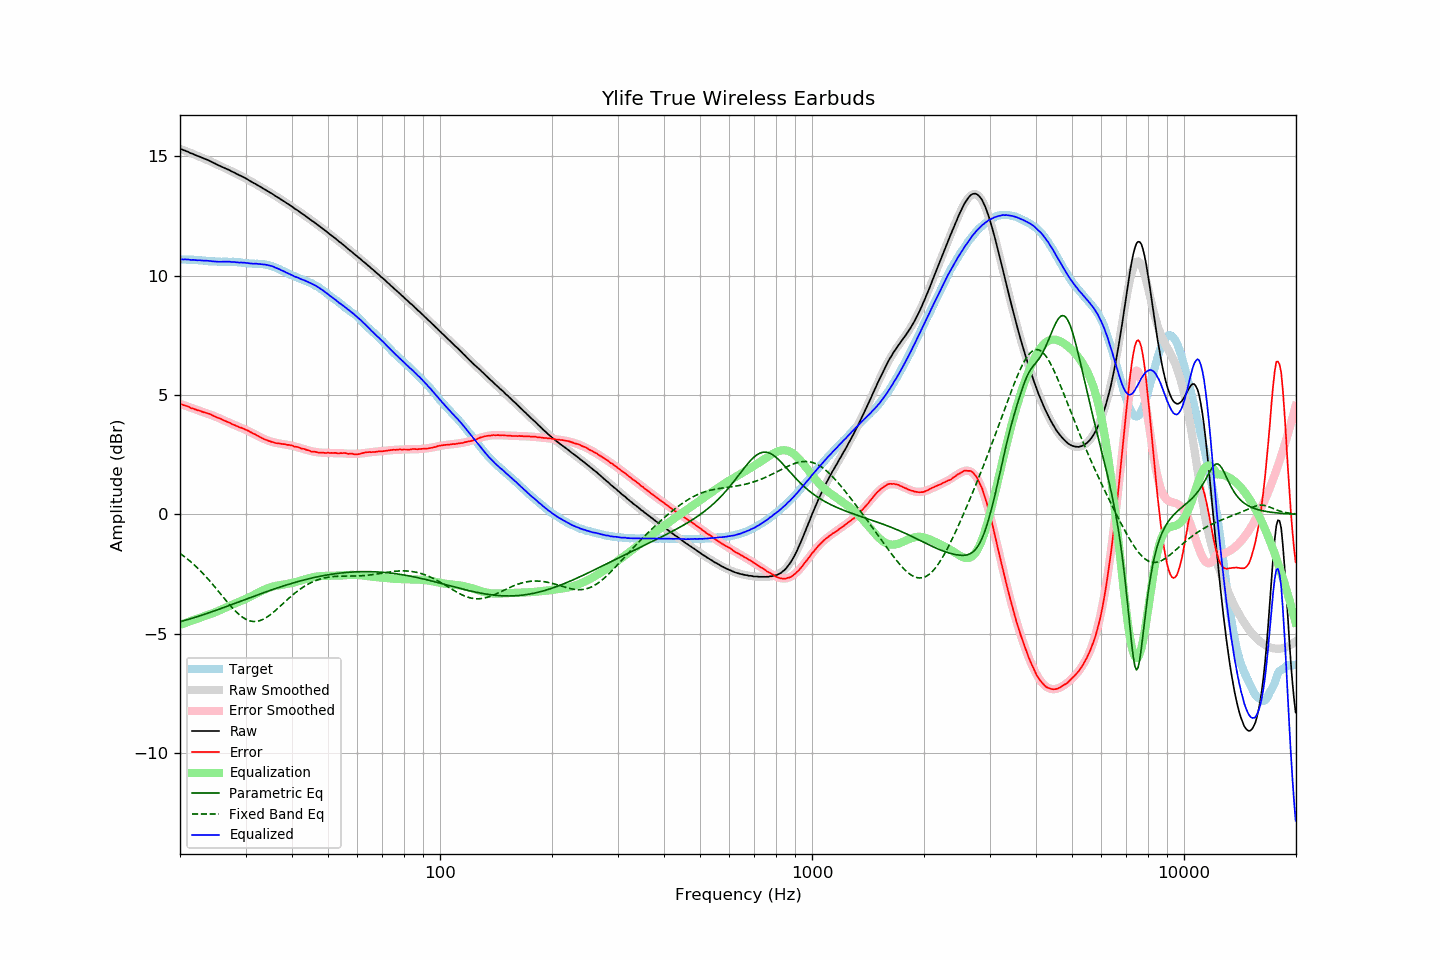 Ylife True Wireless Earbuds
Amplitude (dBr)
15
10
5
0
−5
−10
Target
Raw Smoothed
Error Smoothed
Raw
Error
Equalization
Parametric Eq
Fixed Band Eq
Equalized
100
1000
10000
Frequency (Hz)